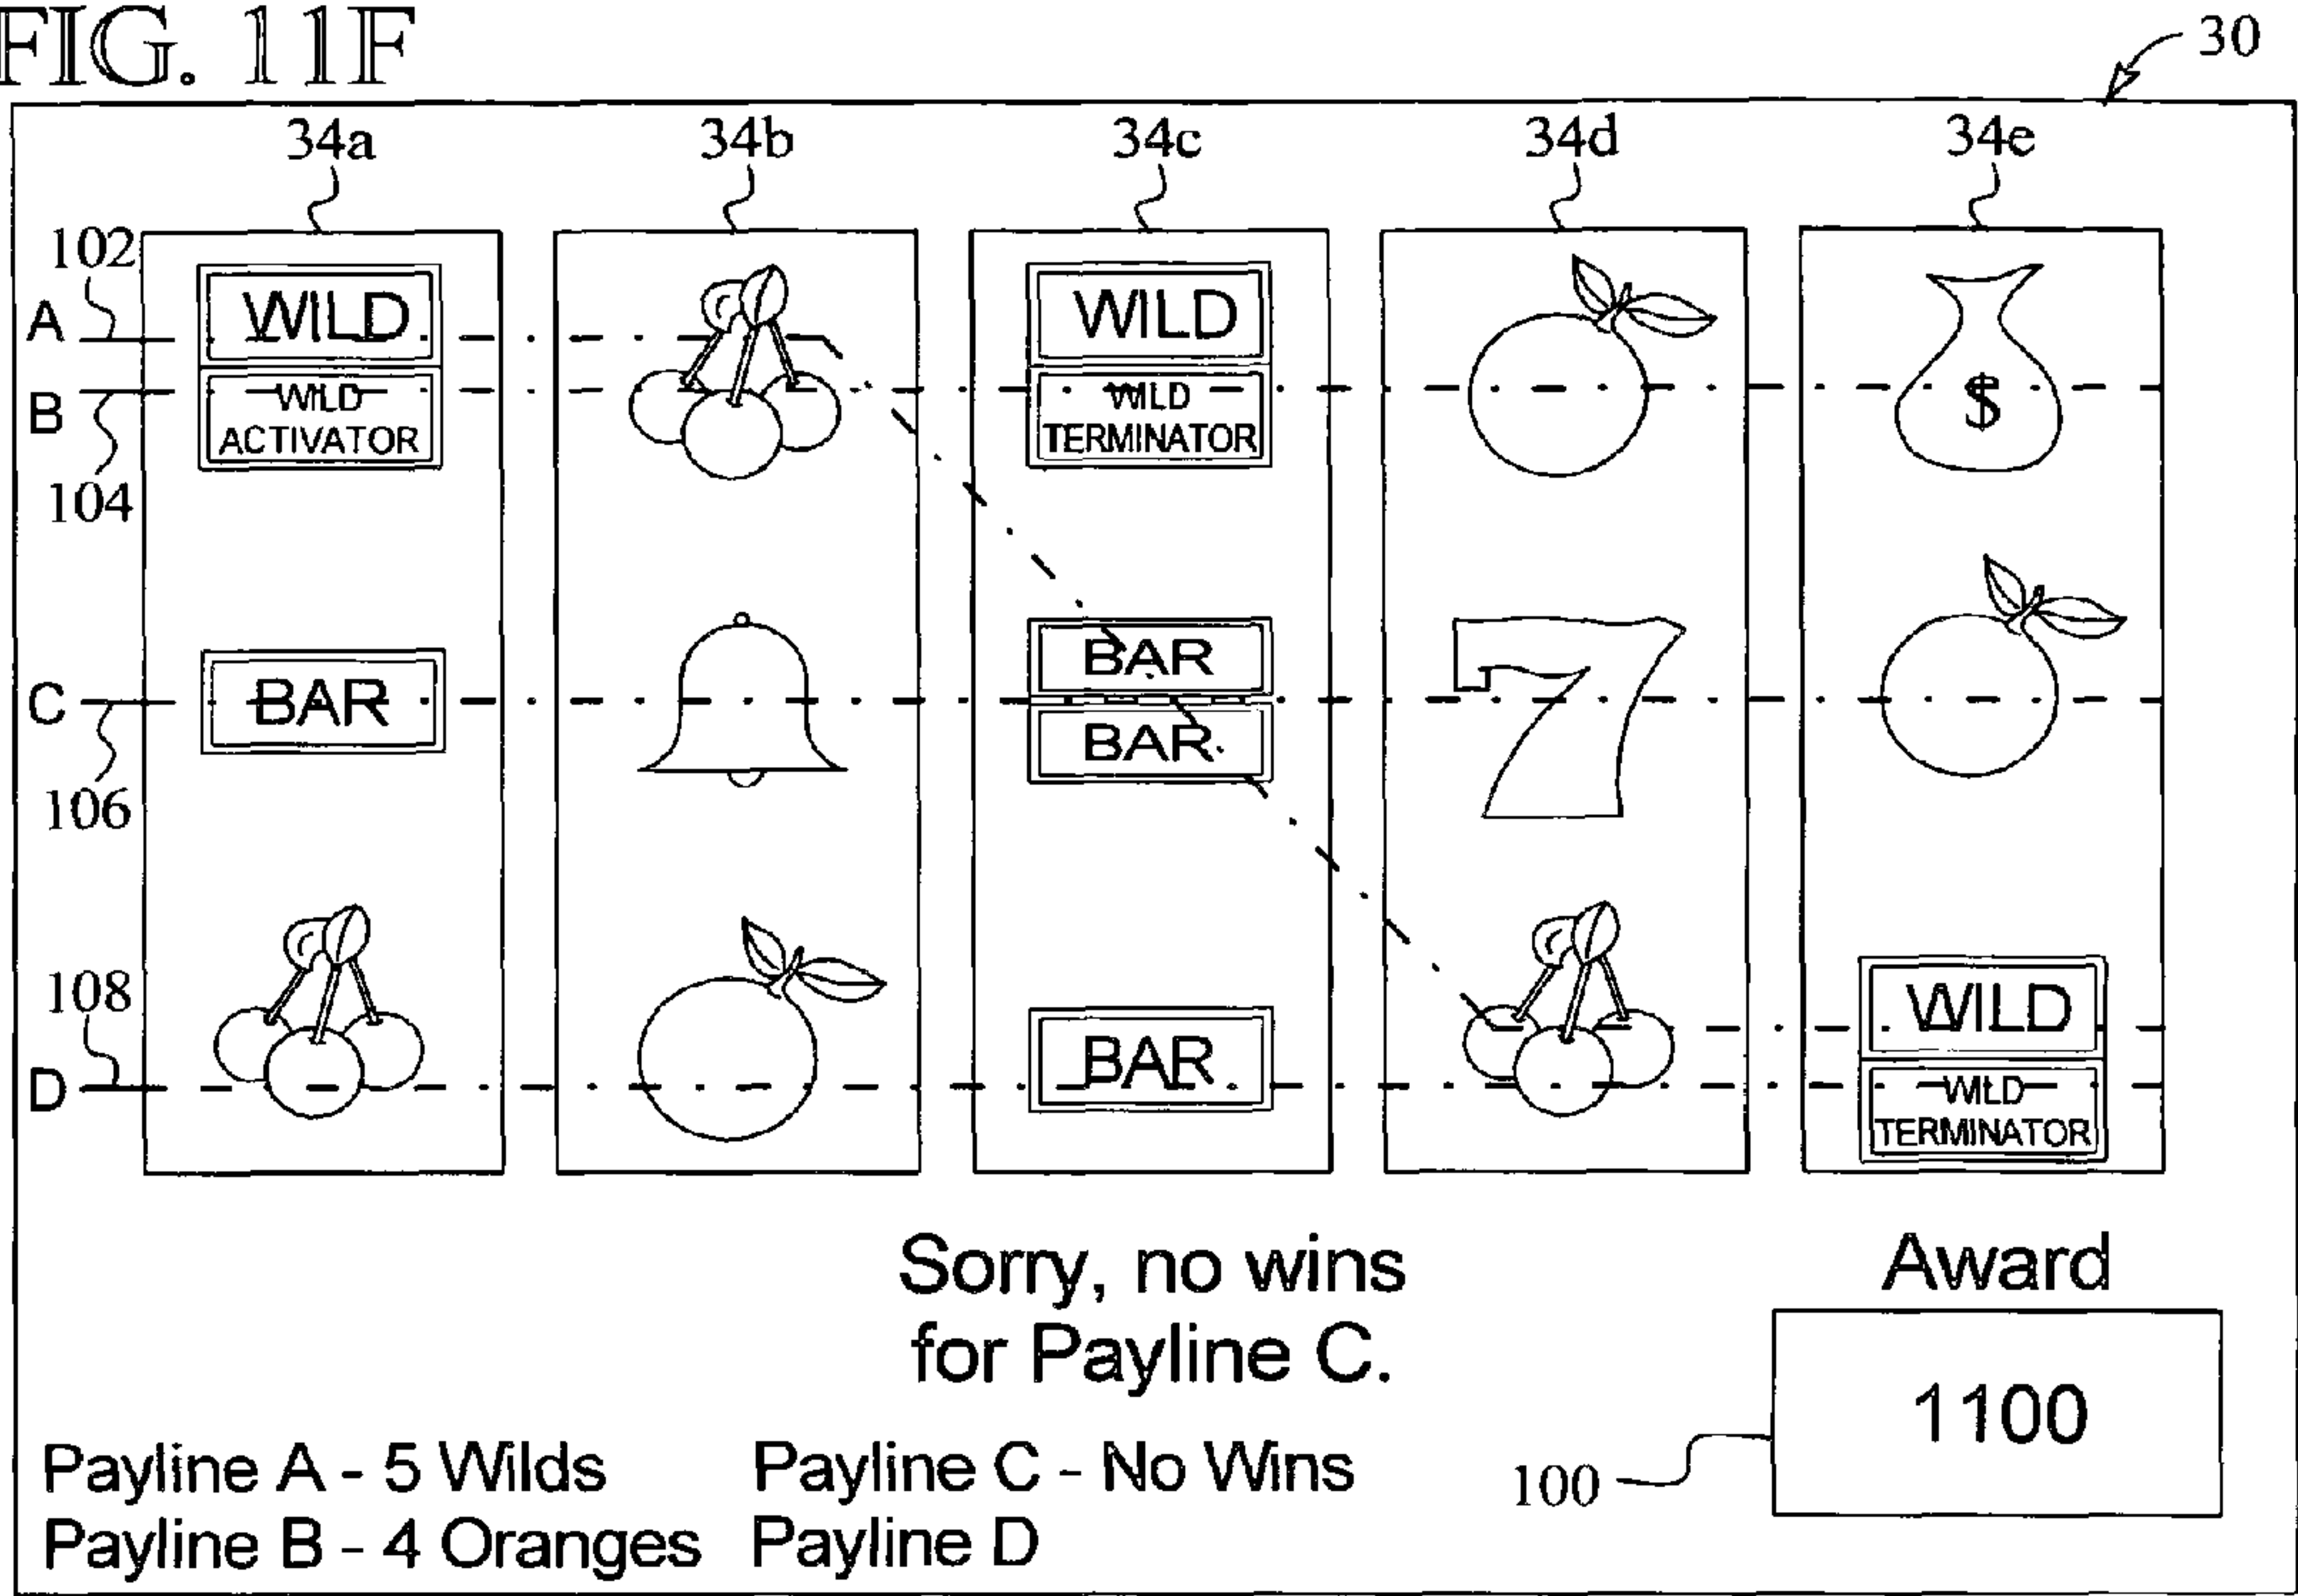 FIG. 11F
30
34a 34b 34c 34d 34e
102
A WILD WILD
B WILD WILD $
ACTIVATOR TERMINATOR
104
BAR
C BAR
BAR
106
108
WILD
BAR
D WILD
TERMINATOR
Sorry, no wins
for Payline C.
Award
1100
100
Payline A - 5 Wilds Payline C - No Wins
Payline B - 4 Oranges Payline D